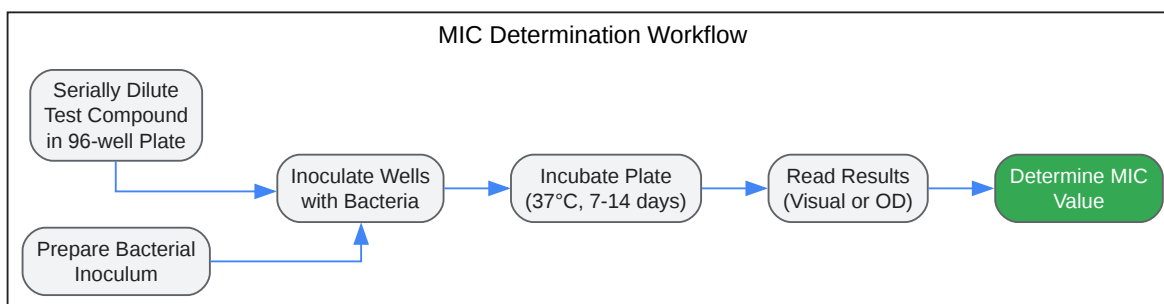 MIC Determination Workflow
Serially Dilute
Test Compound
in 96-well Plate
Prepare Bacterial
Inoculum
Inoculate Wells
with Bacteria
Incubate Plate
(37°C, 7-14 days)
Read Results
(Visual or OD)
Determine MIC
Value